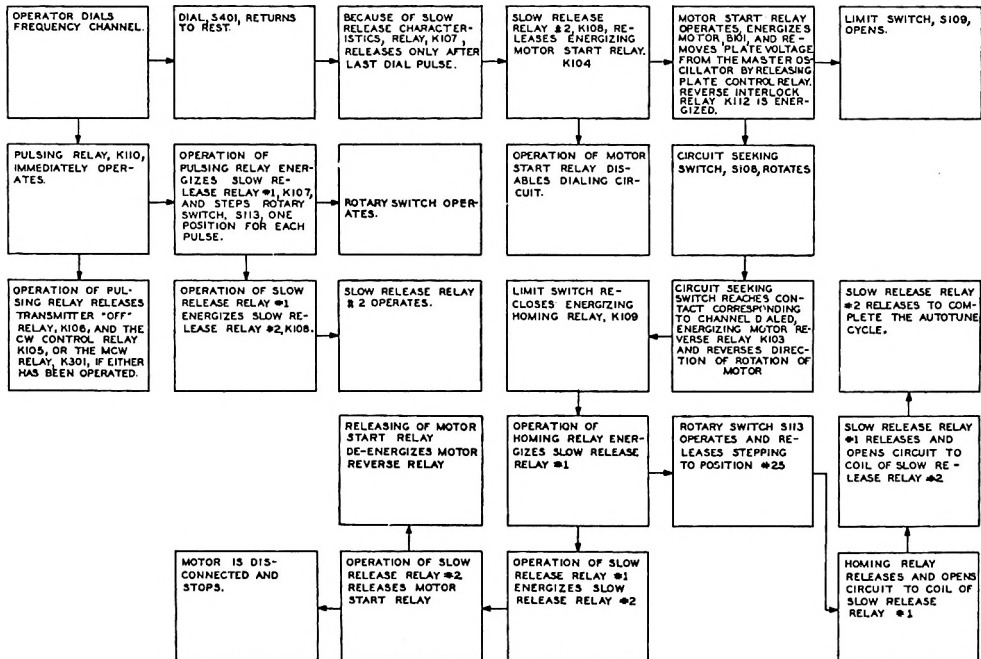 OPERATOR DIALS
FREQUENCY CHANNEL.
DIAL, S401, RETURNS
TO REST.
BECAUSE OF SLOW
RELEASE CHARACTER-
ISTICS, RELAY, K107,
RELEASES ONLY AFTER
LAST DIAL PULSE.
SLOW RELEASE
RELAY #2, K108, RE-
LEASES ENERGIZING
MOTOR START RELAY.
K104
MOTOR START RELAY
OPERATES, ENERGIZES
MOTOR, B101, AND RE-
MOVES PLATE VOLTAGE
FROM THE MASTER OS-
CILLATOR BY RELEASING
PLATE CONTROL RELAY.
REVERSE INTERLOCK
RELAY K112 IS ENER-
GIZED.
LIMIT SWITCH, S109,
OPENS.
PULSING RELAY, K110,
IMMEDIATELY OPER-
ATES.
OPERATION OF
PULSING RELAY ENER-
GIZES SLOW RE-
LEASE RELAY #1, K107,
AND STEPS ROTARY
SWITCH, S113, ONE
POSITION FOR EACH
PULSE.
ROTARY SWITCH OPER-
ATES.
OPERATION OF MOTOR
START RELAY DIS-
ABLES DIALING CIR-
CUIT.
CIRCUIT SEEKING
SWITCH, S108, ROTATES
OPERATION OF PUL-
SING RELAY RELEASES
TRANSMITTER "OFF"
RELAY, K106, AND THE
CW CONTROL RELAY
K105, OR THE MCW
RELAY, K301, IF EITHER
HAS BEEN OPERATED.
OPERATION OF SLOW
RELEASE RELAY #1
ENERGIZES SLOW RE-
LEASE RELAY #2, K108.
SLOW RELEASE RELAY
#2 OPERATES.
LIMIT SWITCH RE-
CLOSES ENERGIZING
HOMING RELAY, K109
CIRCUIT SEEKING
SWITCH REACHES CON-
TACT CORRESPONDING
TO CHANNEL DIALED,
ENERGIZING MOTOR RE-
VERSE RELAY K103
AND REVERSES DIREC-
TION OF ROTATION OF
MOTOR
SLOW RELEASE RELAY
#2 RELEASES TO COM-
PLETE THE AUTOTUNE
CYCLE.
RELEASING OF MOTOR
START RELAY
DE-ENERGIZES MOTOR
REVERSE RELAY
OPERATION OF
HOMING RELAY ENER-
GIZES SLOW RELEASE
RELAY #1
ROTARY SWITCH S113
OPERATES AND RE-
LEASES STEPPING
TO POSITION #25
SLOW RELEASE RELAY
#1 RELEASES AND
OPENS CIRCUIT TO
COIL OF SLOW RE-
LEASE RELAY #2
MOTOR IS DIS-
CONNECTED AND
STOPS.
OPERATION OF SLOW
RELEASE RELAY #2
RELEASES MOTOR
START RELAY
OPERATION OF SLOW
RELEASE RELAY #1
ENERGIZES SLOW
RELEASE RELAY #2
HOMING RELAY
RELEASES AND OPENS
CIRCUIT TO COIL OF
SLOW RELEASE
RELAY #1